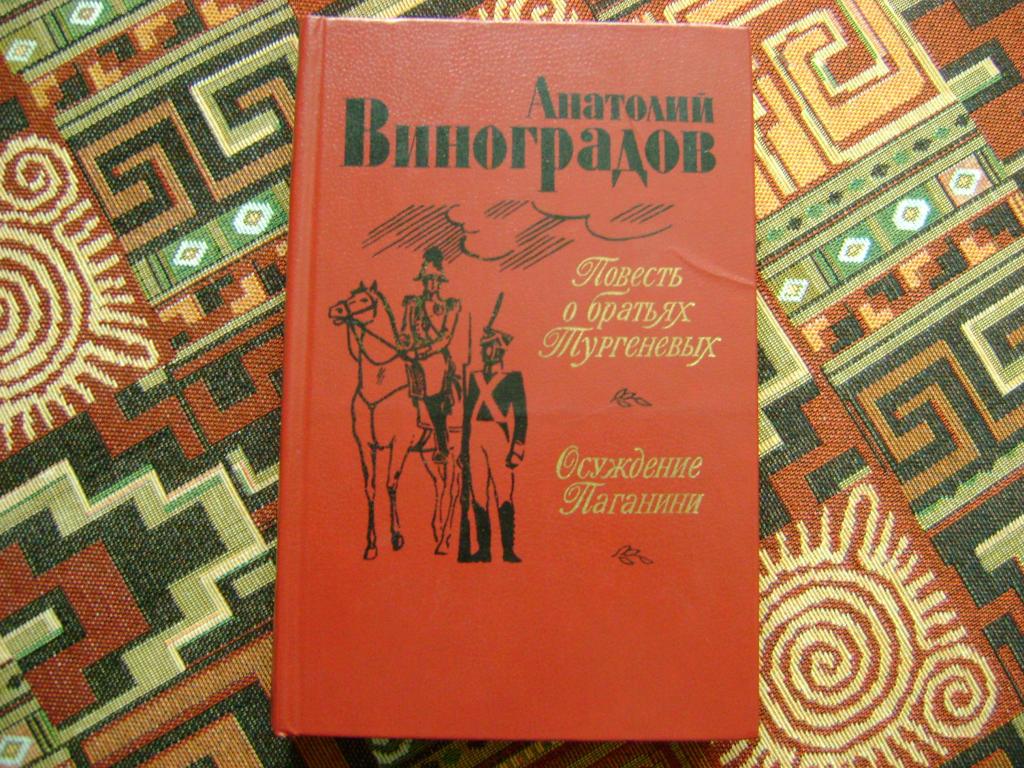 Анатолий
Виноградов
Повесть
о братьях
Тургеневых
Осуждение
Паганини